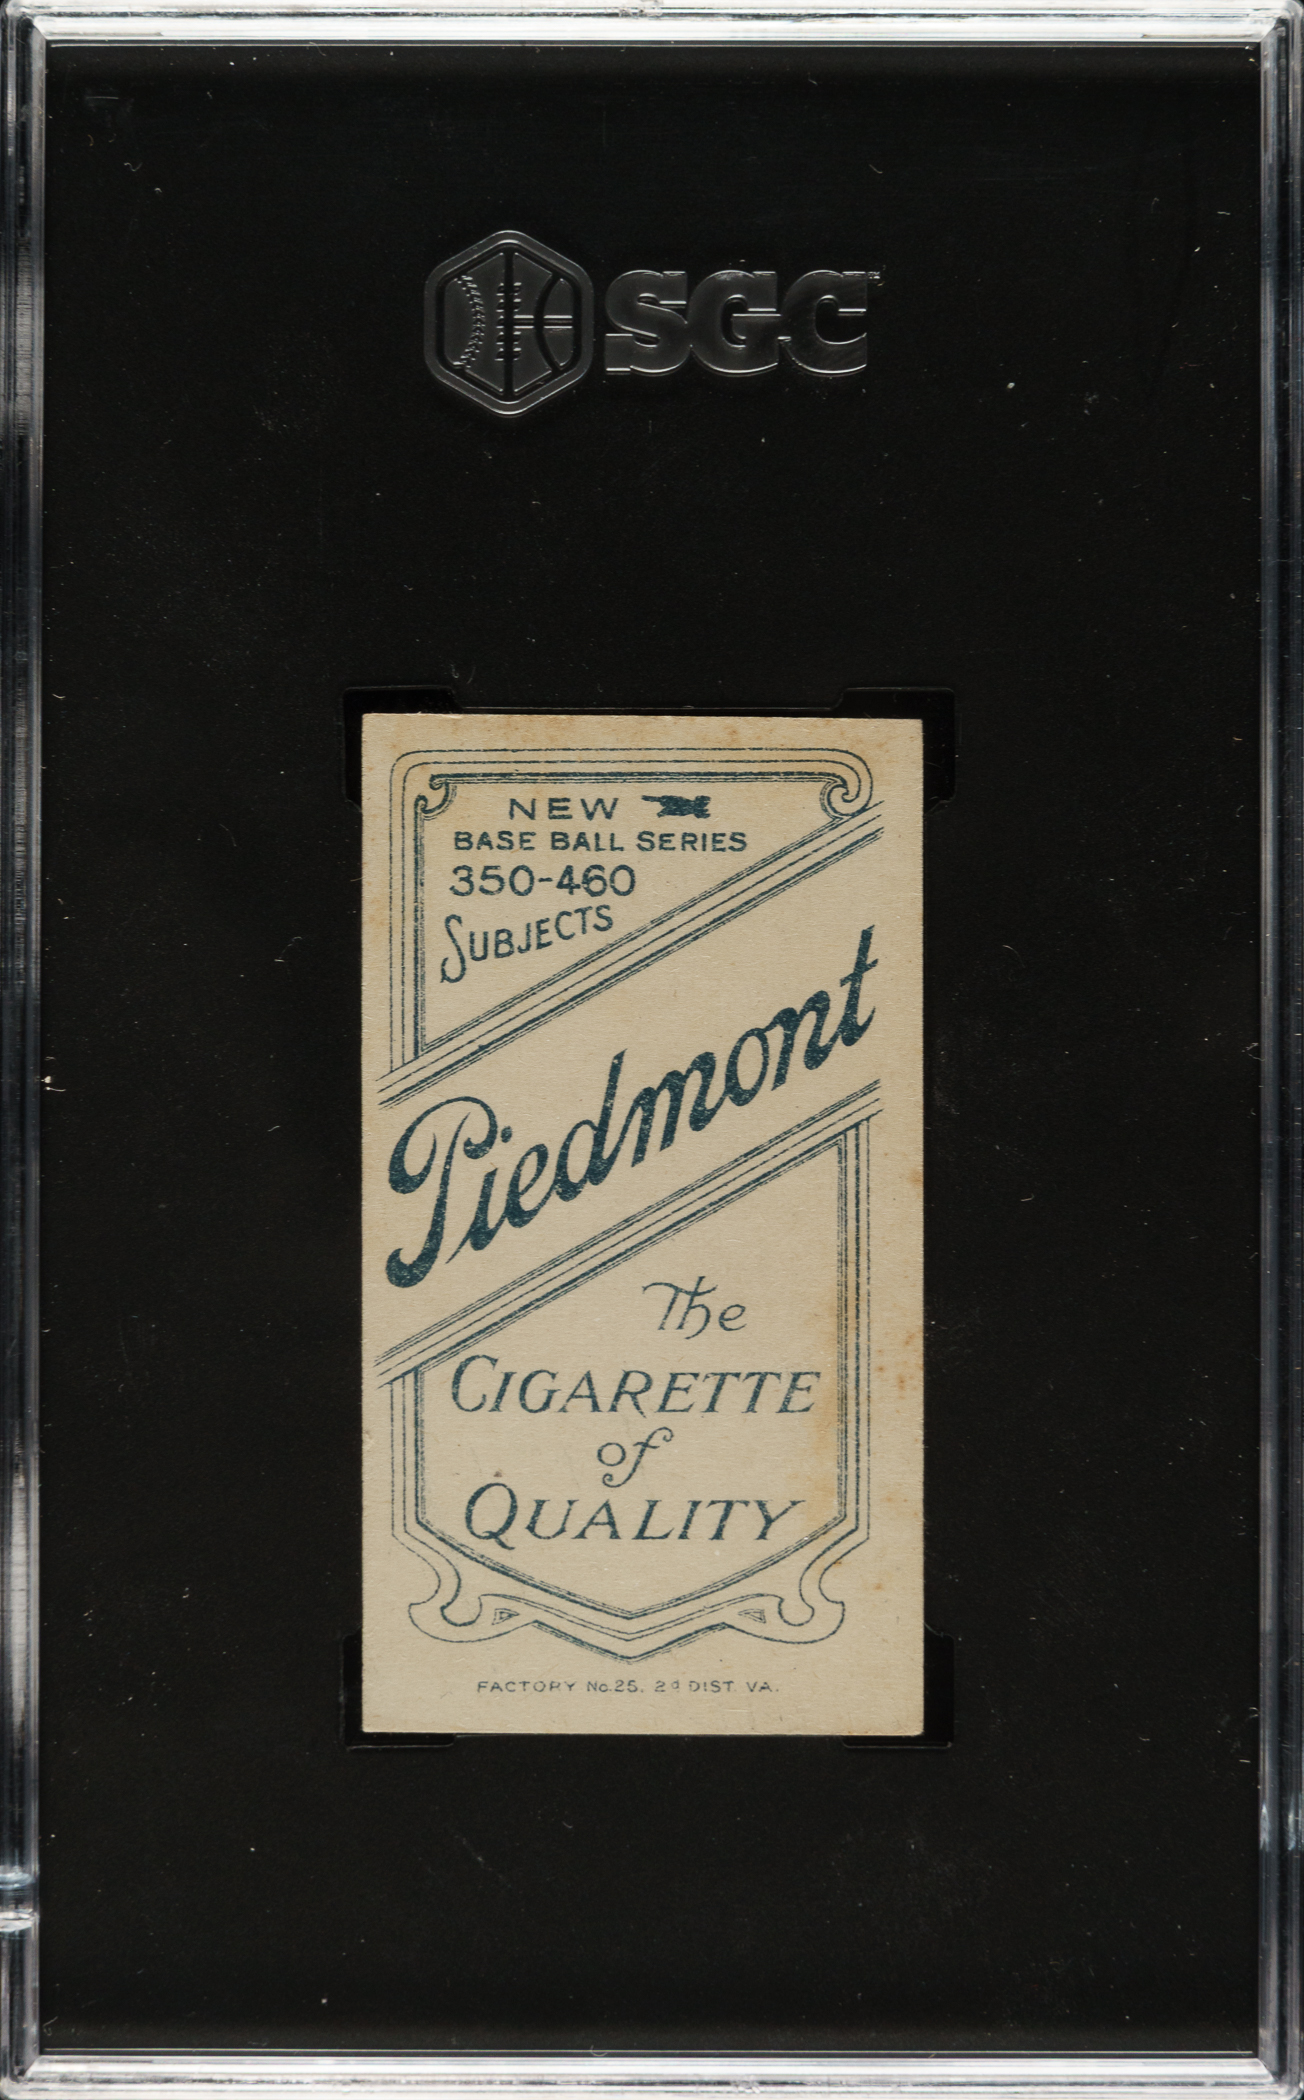 SGC
NEW
BASE BALL SERIES
350-460
SUBJECTS
Piedmont
The
CIGARETTE
of
QUALITY
FACTORY No. 25, 2d DIST. VA.